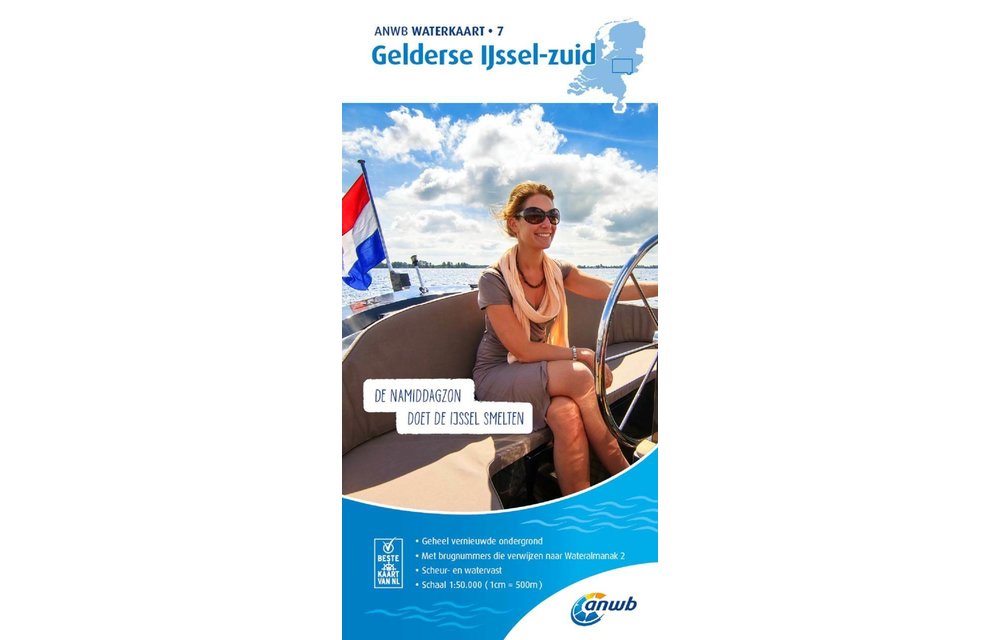 ANWB WATERKAART • 7
Gelderse IJssel-zuid
DE NAMIDDAGZON
DOET DE IJSSEL SMELTEN
BESTE
KAART
VAN NL
• Geheel vernieuwde ondergrond
• Met brugnummers die verwijzen naar Wateralmanak 2
• Scheur- en watervast
• Schaal 1:50.000 ( 1cm = 500m )
anwb